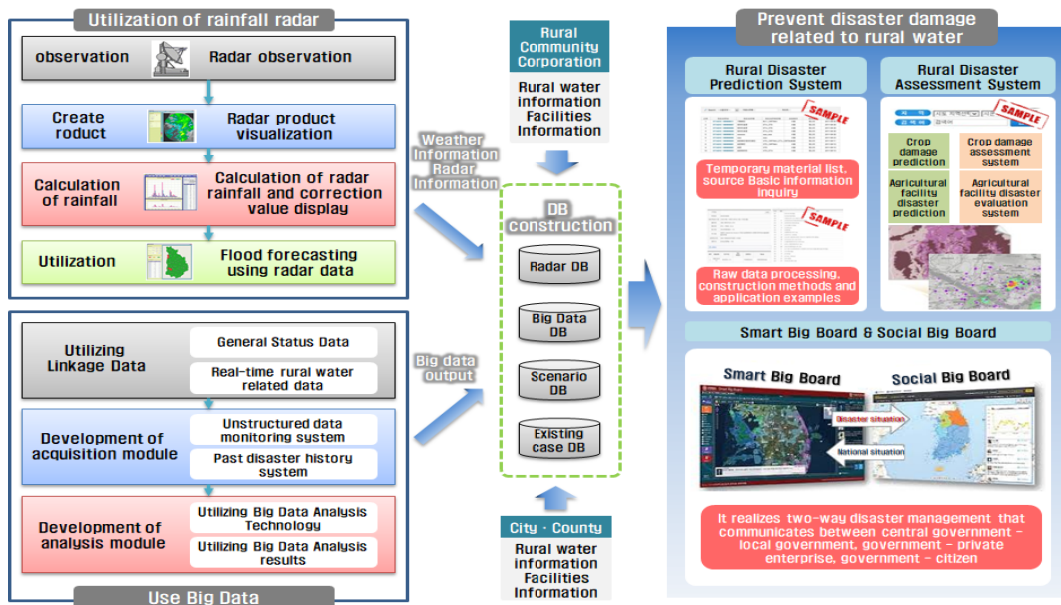 Utilization of rainfall radar
observation
Radar observation
Create
roduct
Radar product
visualization
Calculation
of rainfall
Calculation of radar
rainfall and correction
value display
Utilization
Flood forecasting
using radar data
Utilizing
Linkage Data
General Status Data
Real-time rural water
related data
Development of
acquisition module
Unstructured data
monitoring system
Past disaster history
system
Development of
analysis module
Utilizing Big Data Analysis
Technology
Utilizing Big Data Analysis
results
Use Big Data
Weather
Information
Radar
Information
Big data
output
Rural
Community
Corporation
Rural water
information
Facilities
Information
DB
construction
Radar DB
Big Data
DB
Scenario
DB
Existing
case DB
City · County
Rural water
information
Facilities
Information
Prevent disaster damage
related to rural water
Rural Disaster
Prediction System
SAMPLE
Temporary material list,
source Basic information
inquiry
SAMPLE
Raw data processing,
construction methods and
application examples
Rural Disaster
Assessment System
SAMPLE
Crop
damage
prediction
Crop damage
assessment
system
Agricultural
facility
disaster
prediction
Agricultural
facility disaster
evaluation
system
Smart Big Board & Social Big Board
Smart Big Board
Social Big Board
Disaster situation
National situation
It realizes two-way disaster management that
communicates between central government -
local government, government - private
enterprise, government - citizen